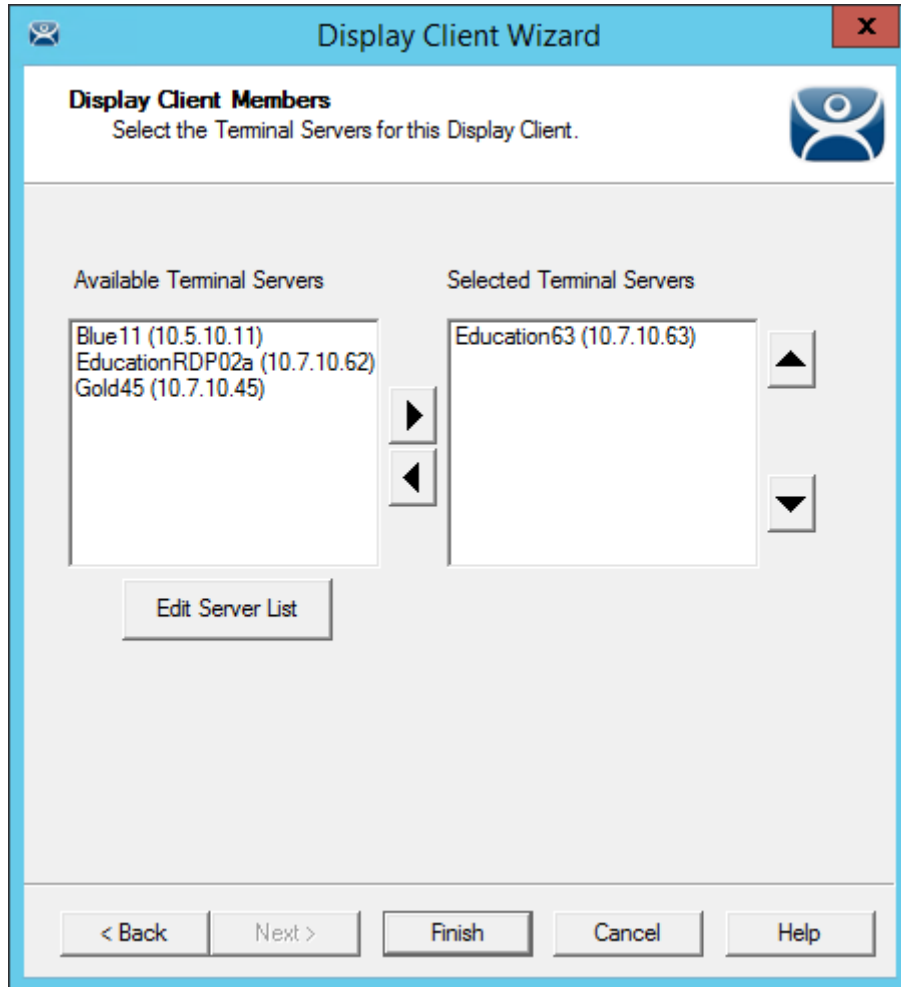 Display Client Wizard
x
Display Client Members
Select the Terminal Servers for this Display Client.
Available Terminal Servers
Blue11 (10.5.10.11)
EducationRDP02a (10.7.10.62)
Gold45 (10.7.10.45)
Selected Terminal Servers
Education63 (10.7.10.63)
Edit Server List
< Back
Next >
Finish
Cancel
Help